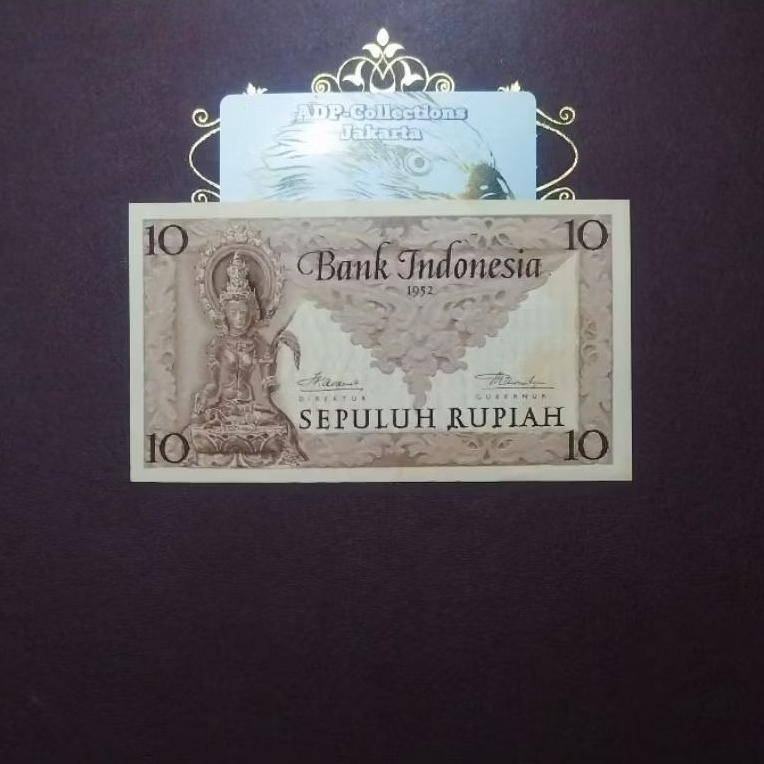 ADP-Collections
Jakarta
10
10
Bank Indonesia
1952
DIREKTUR
GUBERNUR
SEPULUH RUPIAH
10
10